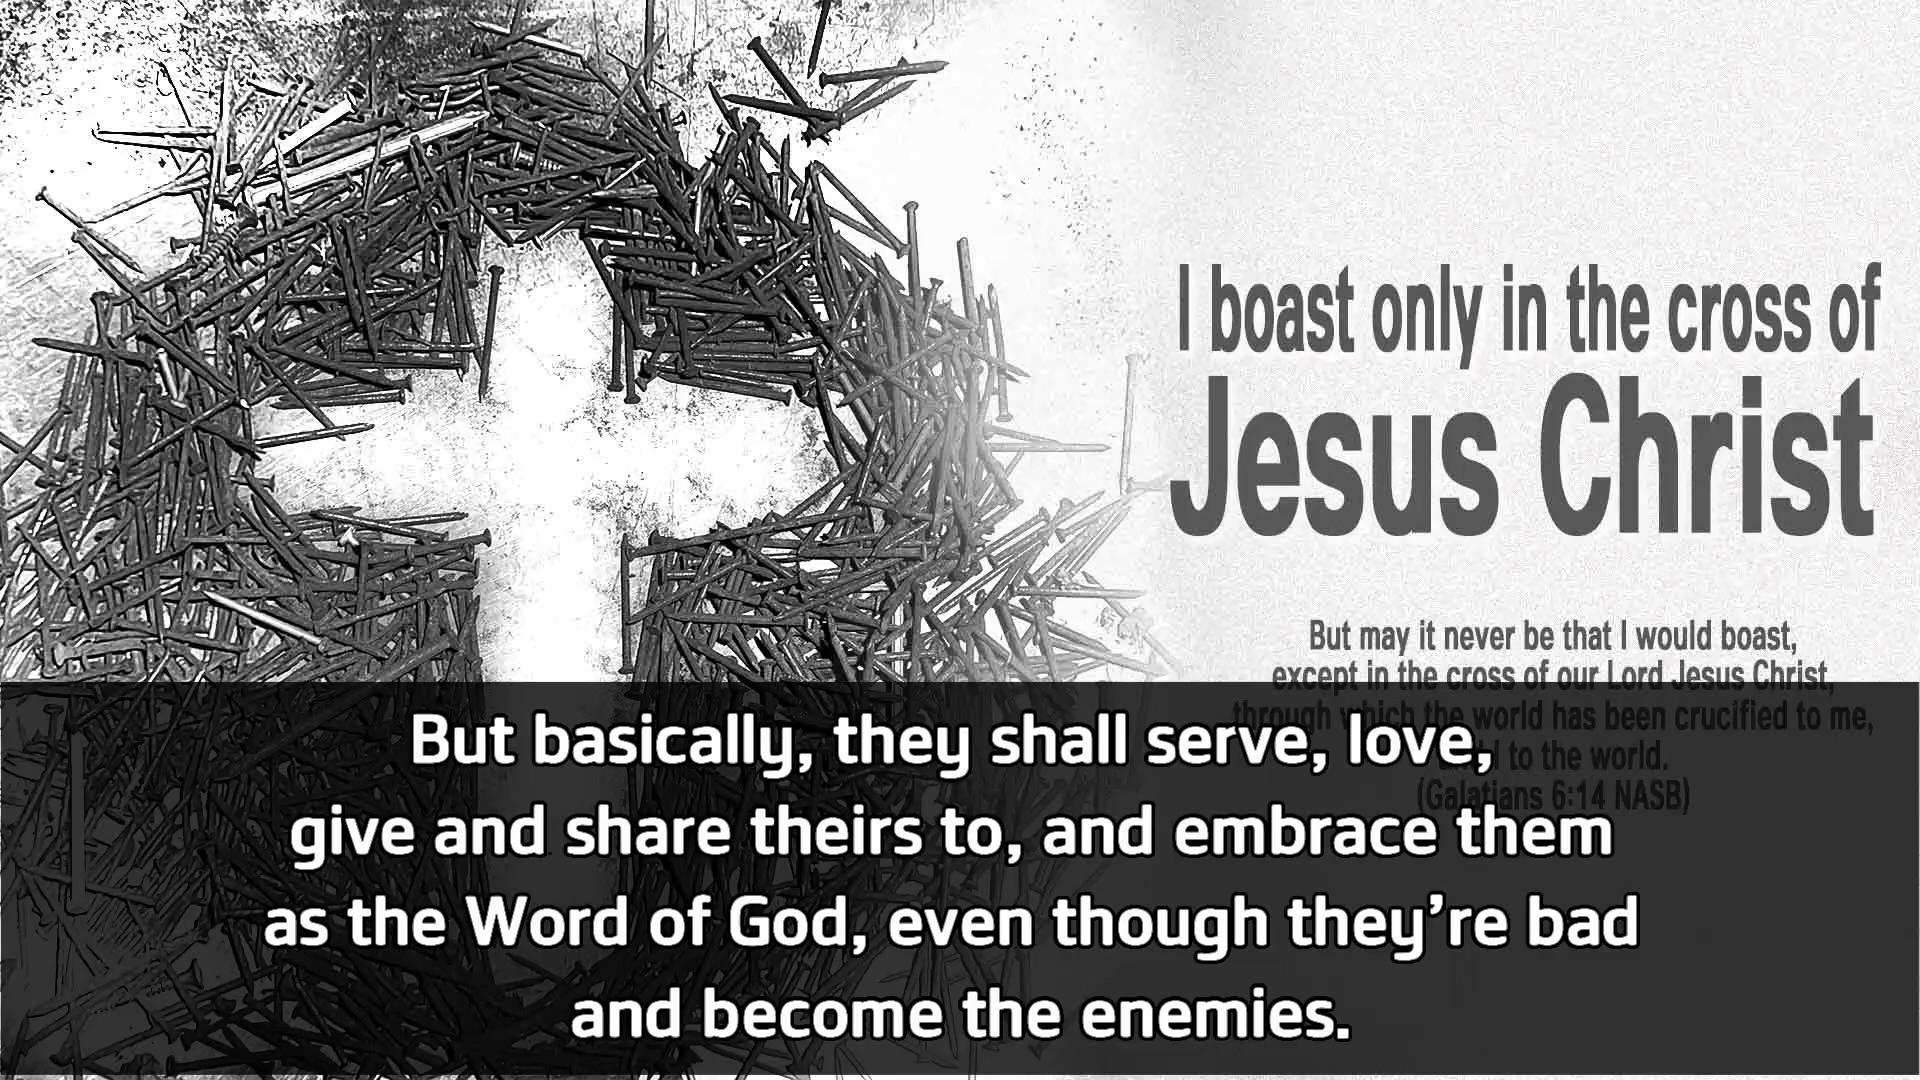 I boast only in the cross of
Jesus Christ
But may it never be that I would boast,
except in the cross of our Lord Jesus Christ,
through which the world has been crucified to me,
to the world.
(Galatians 6:14 NASB)
But basically, they shall serve, love,
give and share theirs to, and embrace them
as the Word of God, even though they’re bad
and become the enemies.